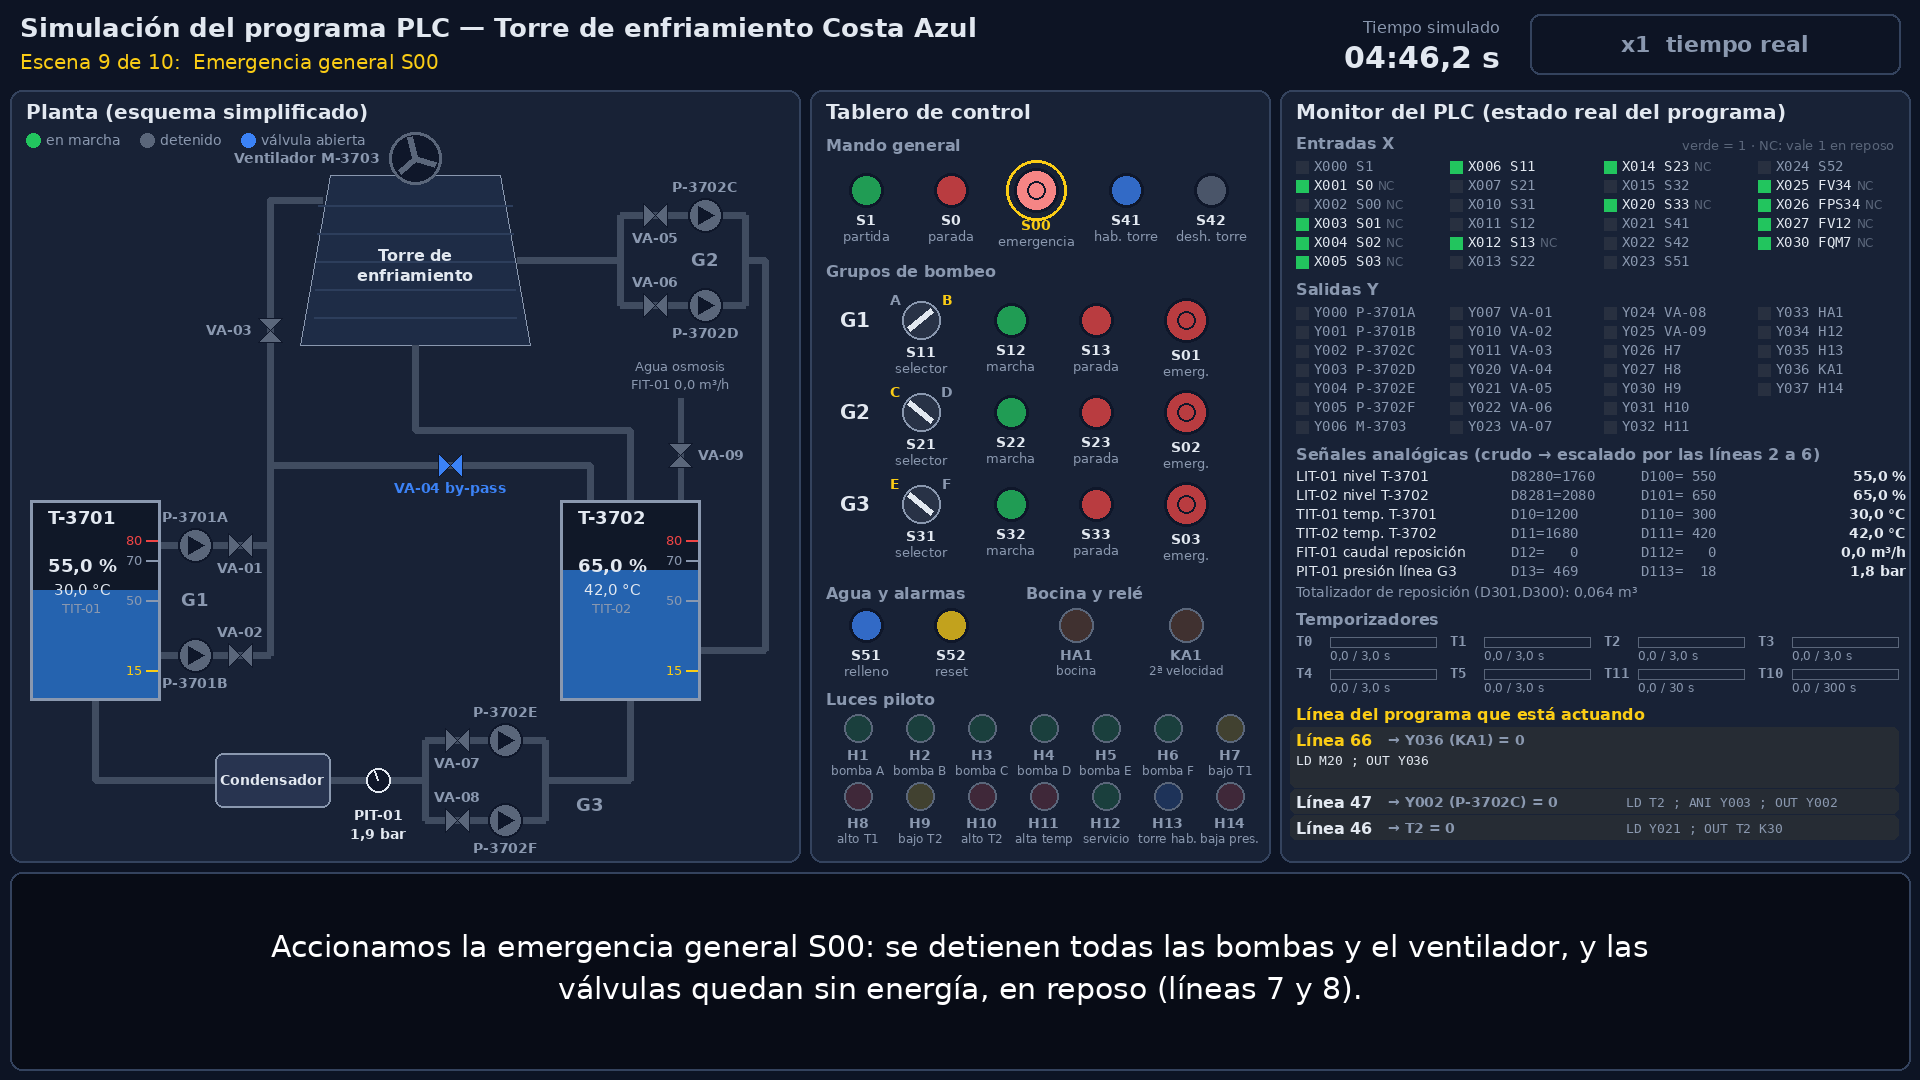 Simulación del programa PLC — Torre de enfriamiento Costa Azul
Escena 9 de 10:  Emergencia general S00
Tiempo simulado
04:46,2 s
x1  tiempo real
Planta (esquema simplificado)
en marcha
detenido
válvula abierta
Ventilador M-3703
Torre de
enfriamiento
P-3702C
VA-05
G2
VA-06
P-3702D
VA-03
Agua osmosis
FIT-01 0,0 m³/h
VA-09
VA-04 by-pass
T-3701
80
70
55,0 %
30,0 °C
TIT-01
50
15
P-3701A
VA-01
G1
VA-02
P-3701B
T-3702
80
70
65,0 %
42,0 °C
TIT-02
50
15
P-3702E
VA-07
Condensador
VA-08
G3
PIT-01
1,9 bar
P-3702F
Tablero de control
Mando general
S1
partida
S0
parada
S00
emergencia
S41
hab. torre
S42
desh. torre
Grupos de bombeo
G1
A
B
S11
selector
S12
marcha
S13
parada
S01
emerg.
G2
C
D
S21
selector
S22
marcha
S23
parada
S02
emerg.
G3
E
F
S31
selector
S32
marcha
S33
parada
S03
emerg.
Agua y alarmas
Bocina y relé
S51
relleno
S52
reset
HA1
bocina
KA1
2ª velocidad
Luces piloto
H1 H2 H3 H4 H5 H6 H7
bomba A bomba B bomba C bomba D bomba E bomba F bajo T1
H8 H9 H10 H11 H12 H13 H14
alto T1 bajo T2 alto T2 alta temp servicio torre hab. baja pres.
Monitor del PLC (estado real del programa)
Entradas X
verde = 1 · NC: vale 1 en reposo
X000 S1 X006 S11 X014 S23 NC X024 S52
X001 S0 NC X007 S21 X015 S32 X025 FV34 NC
X002 S00 NC X010 S31 X020 S33 NC X026 FPS34 NC
X003 S01 NC X011 S12 X021 S41 X027 FV12 NC
X004 S02 NC X012 S13 NC X022 S42 X030 FQM7 NC
X005 S03 NC X013 S22 X023 S51
Salidas Y
Y000 P-3701A Y007 VA-01 Y024 VA-08 Y033 HA1
Y001 P-3701B Y010 VA-02 Y025 VA-09 Y034 H12
Y002 P-3702C Y011 VA-03 Y026 H7 Y035 H13
Y003 P-3702D Y020 VA-04 Y027 H8 Y036 KA1
Y004 P-3702E Y021 VA-05 Y030 H9 Y037 H14
Y005 P-3702F Y022 VA-06 Y031 H10
Y006 M-3703 Y023 VA-07 Y032 H11
Señales analógicas (crudo → escalado por las líneas 2 a 6)
LIT-01 nivel T-3701 D8280=1760 D100= 550 55,0 %
LIT-02 nivel T-3702 D8281=2080 D101= 650 65,0 %
TIT-01 temp. T-3701 D10=1200 D110= 300 30,0 °C
TIT-02 temp. T-3702 D11=1680 D111= 420 42,0 °C
FIT-01 caudal reposición D12=   0 D112=   0 0,0 m³/h
PIT-01 presión línea G3 D13= 469 D113=  18 1,8 bar
Totalizador de reposición (D301,D300): 0,064 m³
Temporizadores
T0 T1 T2 T3
0,0 / 3,0 s 0,0 / 3,0 s 0,0 / 3,0 s 0,0 / 3,0 s
T4 T5 T11 T10
0,0 / 3,0 s 0,0 / 3,0 s 0,0 / 30 s 0,0 / 300 s
Línea del programa que está actuando
Línea 66 → Y036 (KA1) = 0
LD M20 ; OUT Y036
Línea 47 → Y002 (P-3702C) = 0 LD T2 ; ANI Y003 ; OUT Y002
Línea 46 → T2 = 0 LD Y021 ; OUT T2 K30
Accionamos la emergencia general S00: se detienen todas las bombas y el ventilador, y las
válvulas quedan sin energía, en reposo (líneas 7 y 8).